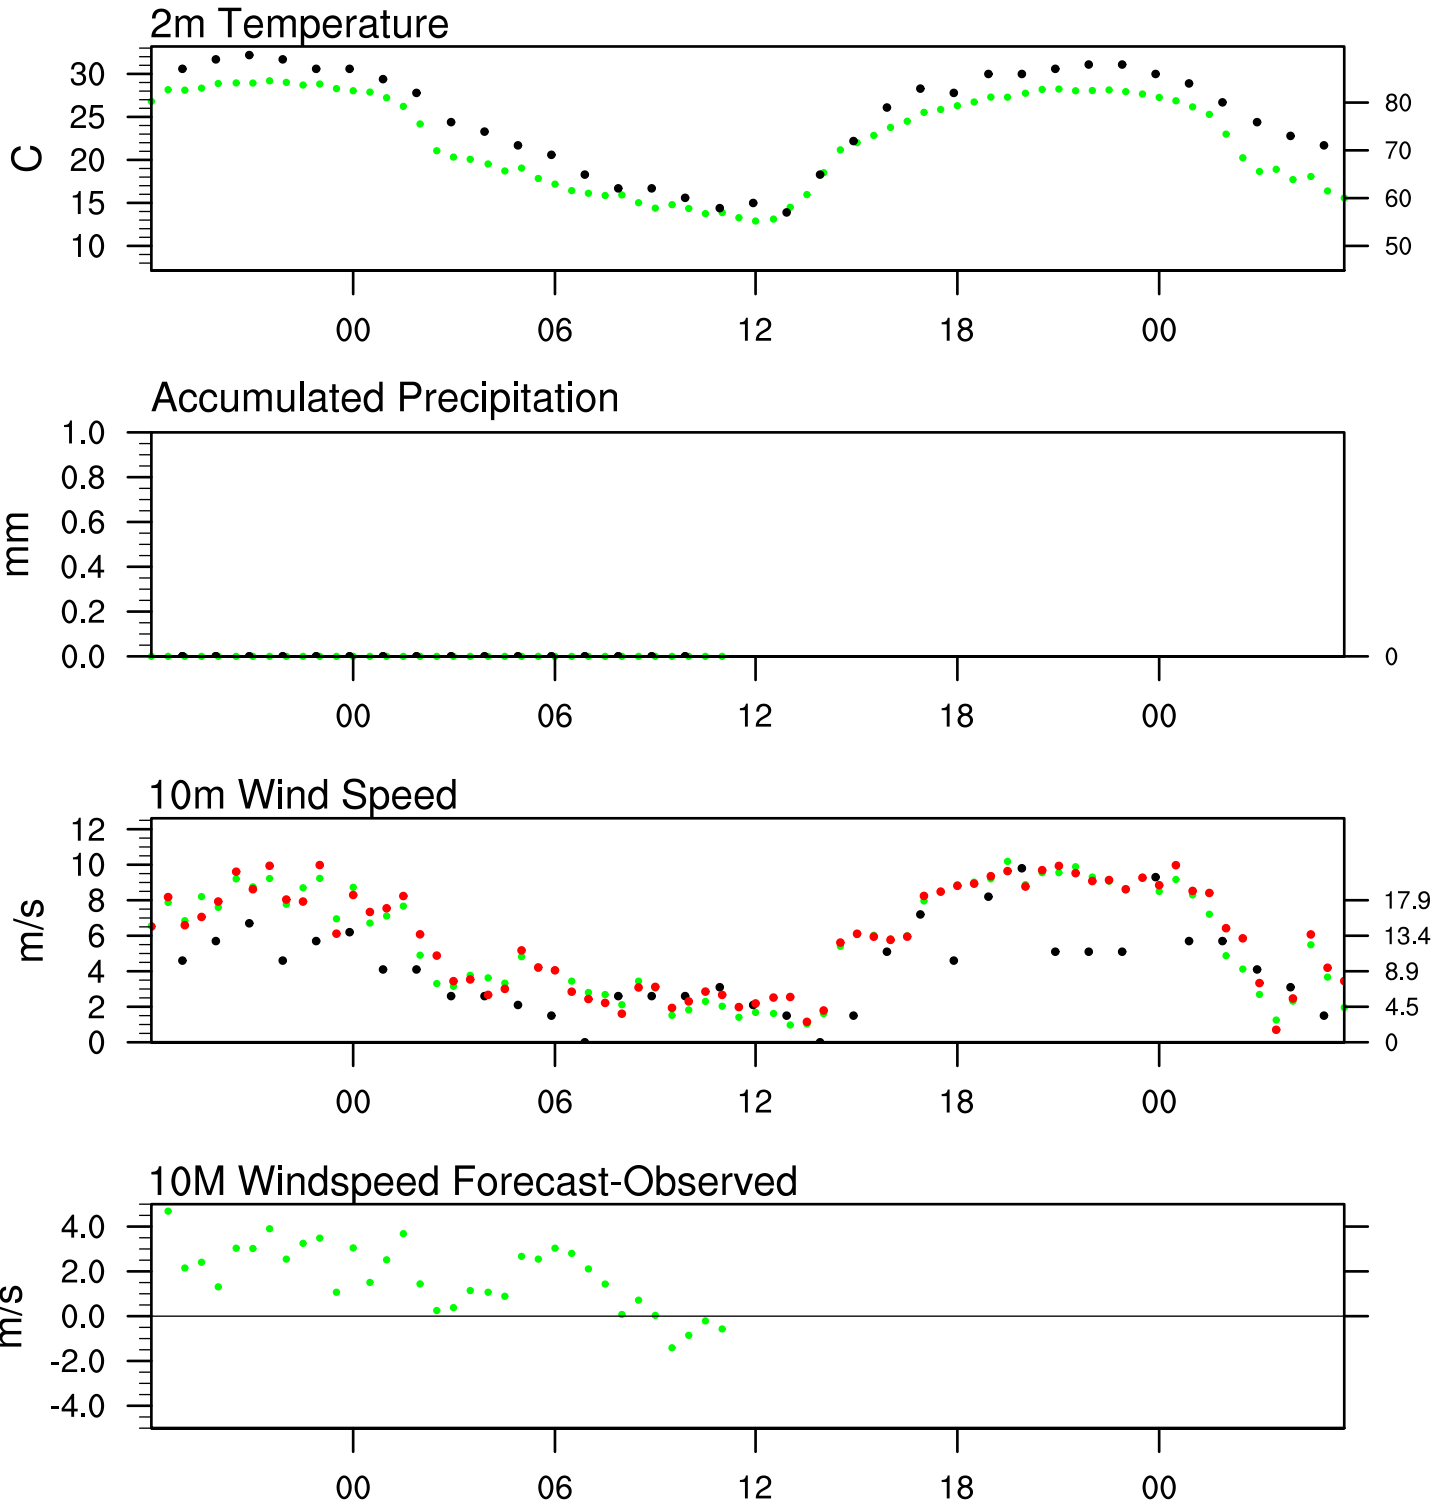 2m Temperature
30
25
20
15
10
C
80
70
60
50
00 06 12 18 00
Accumulated Precipitation
1.0
0.8
0.6
0.4
0.2
0.0
mm
0
00 06 12 18 00
10m Wind Speed
12
10
8
6
4
2
0
m/s
17.9
13.4
8.9
4.5
0
00 06 12 18 00
10M Windspeed Forecast-Observed
4.0
2.0
0.0
-2.0
-4.0
m/s
00 06 12 18 00